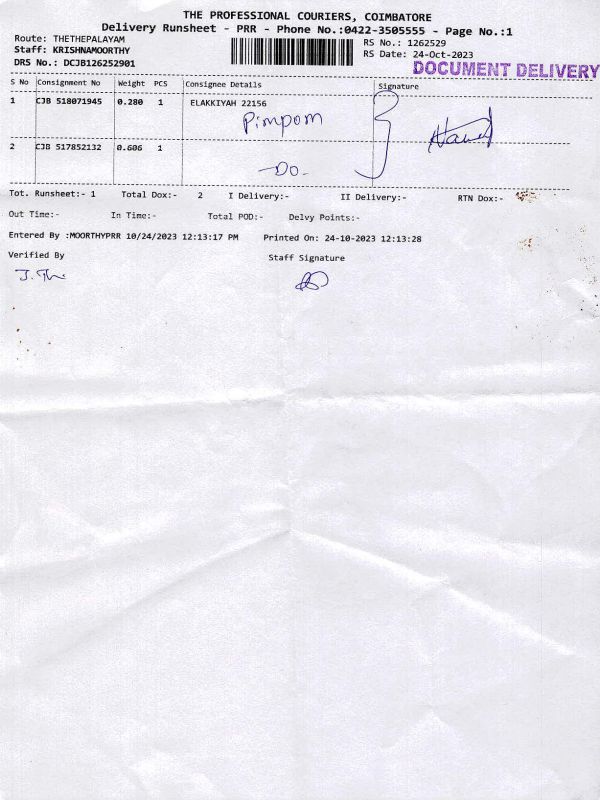 THE PROFESSIONAL COURIERS, COIMBATORE
Delivery Runsheet - PRR - Phone No.:0422-3505555 - Page No.:1
Route: THETHEPALAYAM
RS No.: 1262529
Staff: KRISHNAMOORTHY
RS Date: 24-Oct-2023
DRS No.: DCJB126252901
DOCUMENT DELIVERY
S No Consignment No Weight PCS Consignee Details Signature
1 CJB 518071945 0.280 1 ELAKKIYAH 22156
Pimpom
2 CJB 517852132 0.606 1
-Do-
Tot. Runsheet:- 1 Total Dox:- 2 I Delivery:- II Delivery:- RTN Dox:-
Out Time:- In Time:- Total POD:- Delvy Points:-
Entered By :MOORTHYPRR 10/24/2023 12:13:17 PM Printed On: 24-10-2023 12:13:28
Verified By Staff Signature